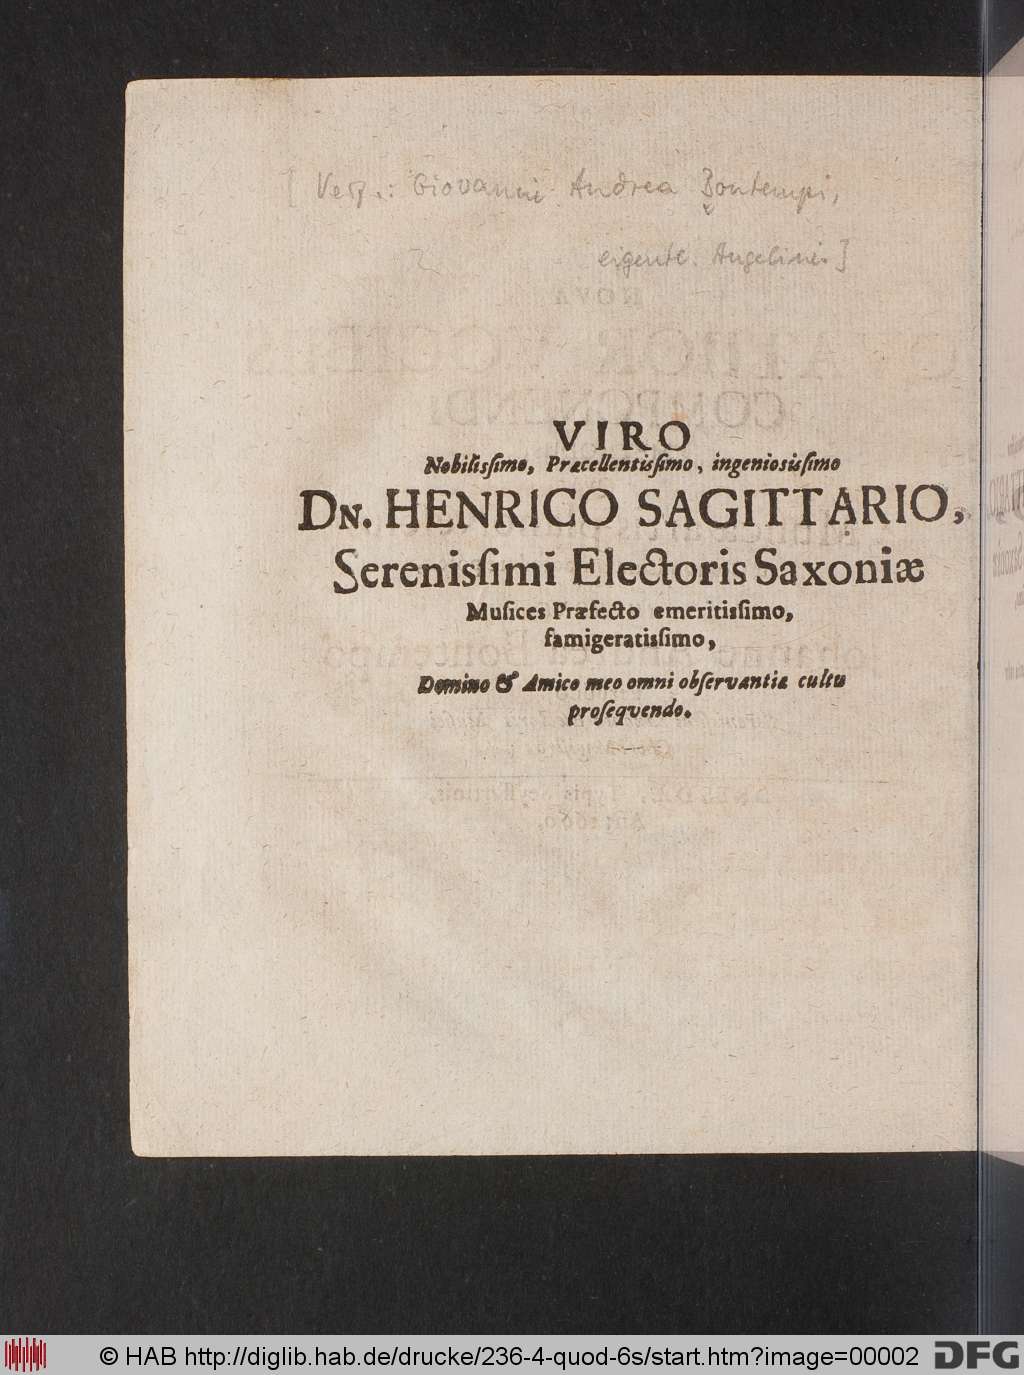 [ Verf.: Giovanni Andrea Bontempi,
eigentl. Angelini.]
VIRO
Nobilisſimo, Præcellentisſimo, ingeniosisſimo
DN. HENRICO SAGITTARIO,
Serenisſimi Electoris Saxoniæ
Muſices Præfecto emeritisſimo,
famigeratisſimo,
Domino & Amico meo omni obſervantiæ cultu
proſequendo.
© HAB http://diglib.hab.de/drucke/236-4-quod-6s/start.htm?image=00002
DFG